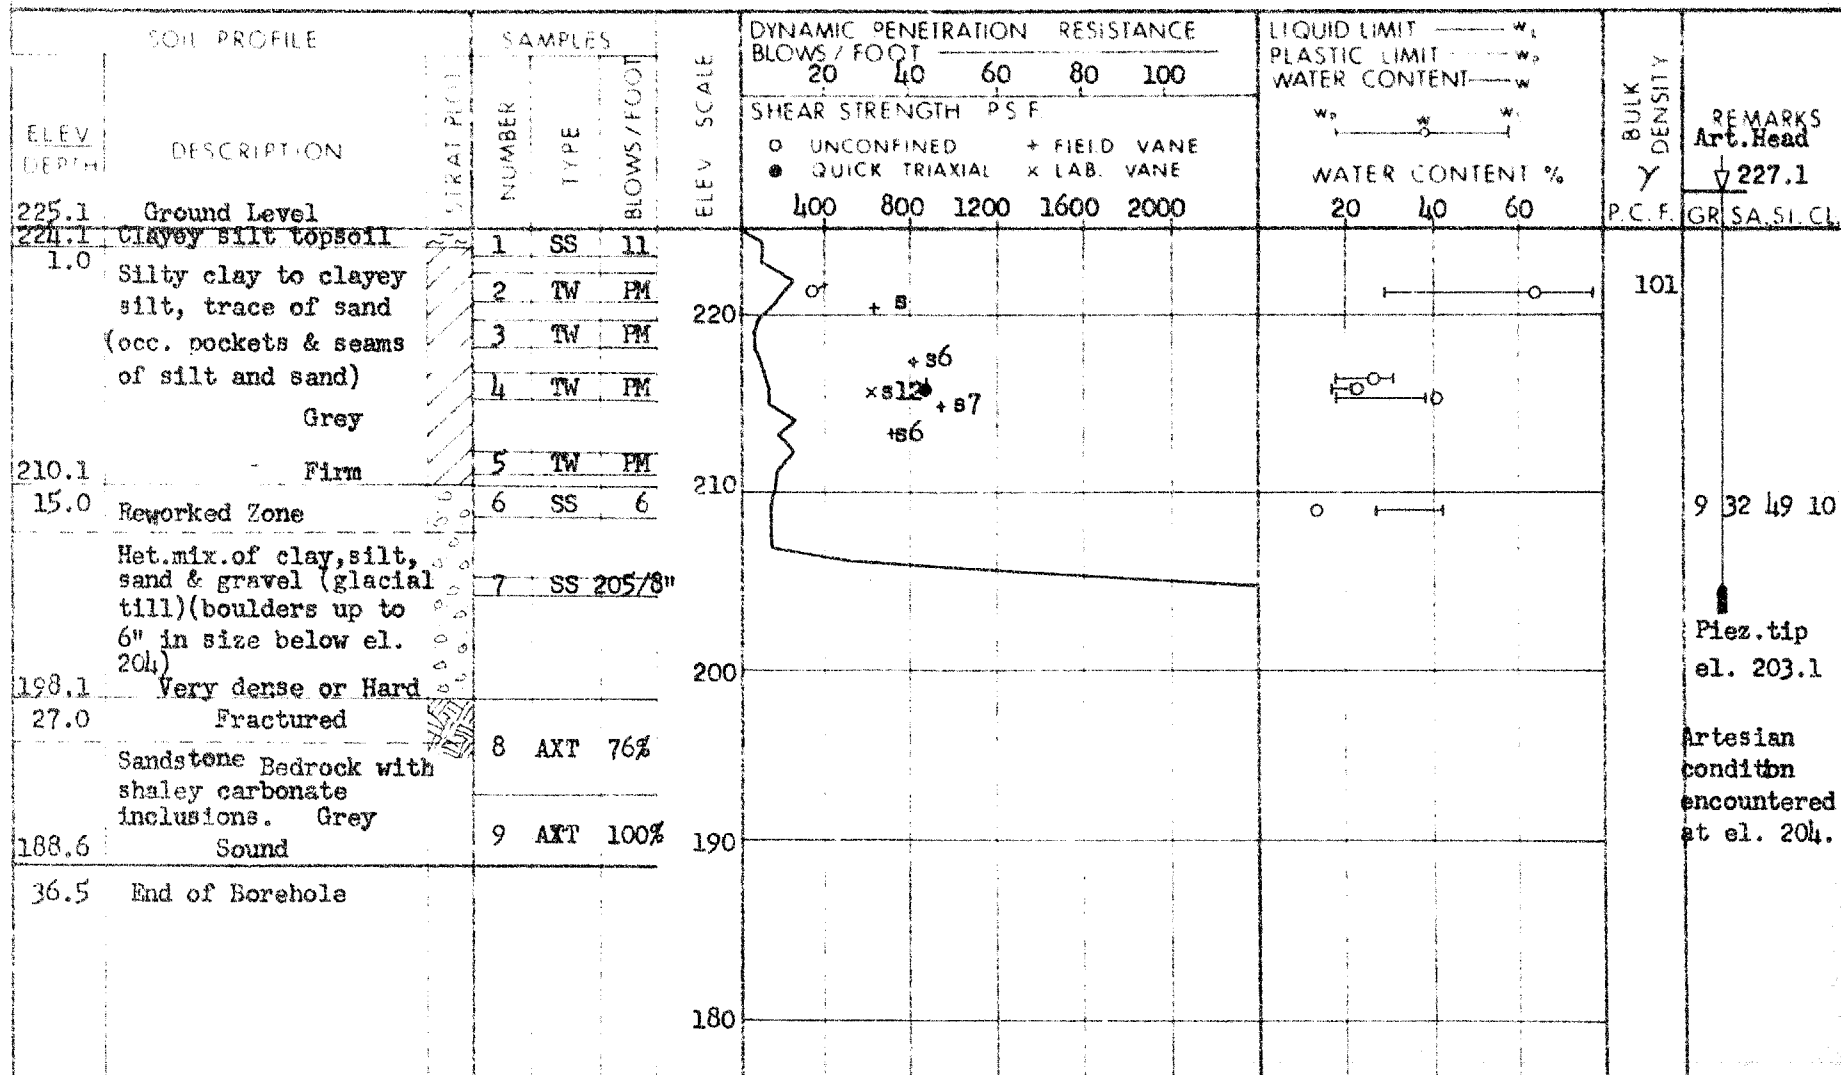 SOIL PROFILE
SAMPLES
ELEV SCALE
DYNAMIC PENETRATION RESISTANCE
BLOWS / FOOT
20 40 60 80 100
SHEAR STRENGTH P.S.F.
o UNCONFINED + FIELD VANE
● QUICK TRIAXIAL × LAB. VANE
400 800 1200 1600 2000
LIQUID LIMIT —— wL
PLASTIC LIMIT —— wP
WATER CONTENT — w
wP w wL
WATER CONTENT %
20 40 60
BULK DENSITY
γ
P.C.F.
REMARKS
Art.Head
227.1
GR.SA.SI.CL.
ELEV
DEPTH
DESCRIPTION
STRAT PLOT
NUMBER
TYPE
BLOWS/FOOT
225.1 Ground Level
224.1 Clayey silt topsoil 1 SS 11
1.0
Silty clay to clayey
silt, trace of sand
(occ. pockets & seams
of silt and sand)
Grey
Firm
2 TW PM
3 TW PM
4 TW PM
5 TW PM
101
220
+ s
+ s6
×s12
+ s7
+s6
210.1
15.0 Reworked Zone 6 SS 6
210
9 32 49 10
Het.mix.of clay,silt,
sand & gravel (glacial
till)(boulders up to
6" in size below el.
204)
Very dense or Hard
7 SS 205/8"
Piez.tip
el. 203.1
200
198.1
27.0 Fractured
8 AXT 76%
Sandstone Bedrock with
shaley carbonate
inclusions. Grey
Sound
9 AXT 100%
Artesian
conditbn
encountered
at el. 204.
190
188.6
36.5 End of Borehole
180